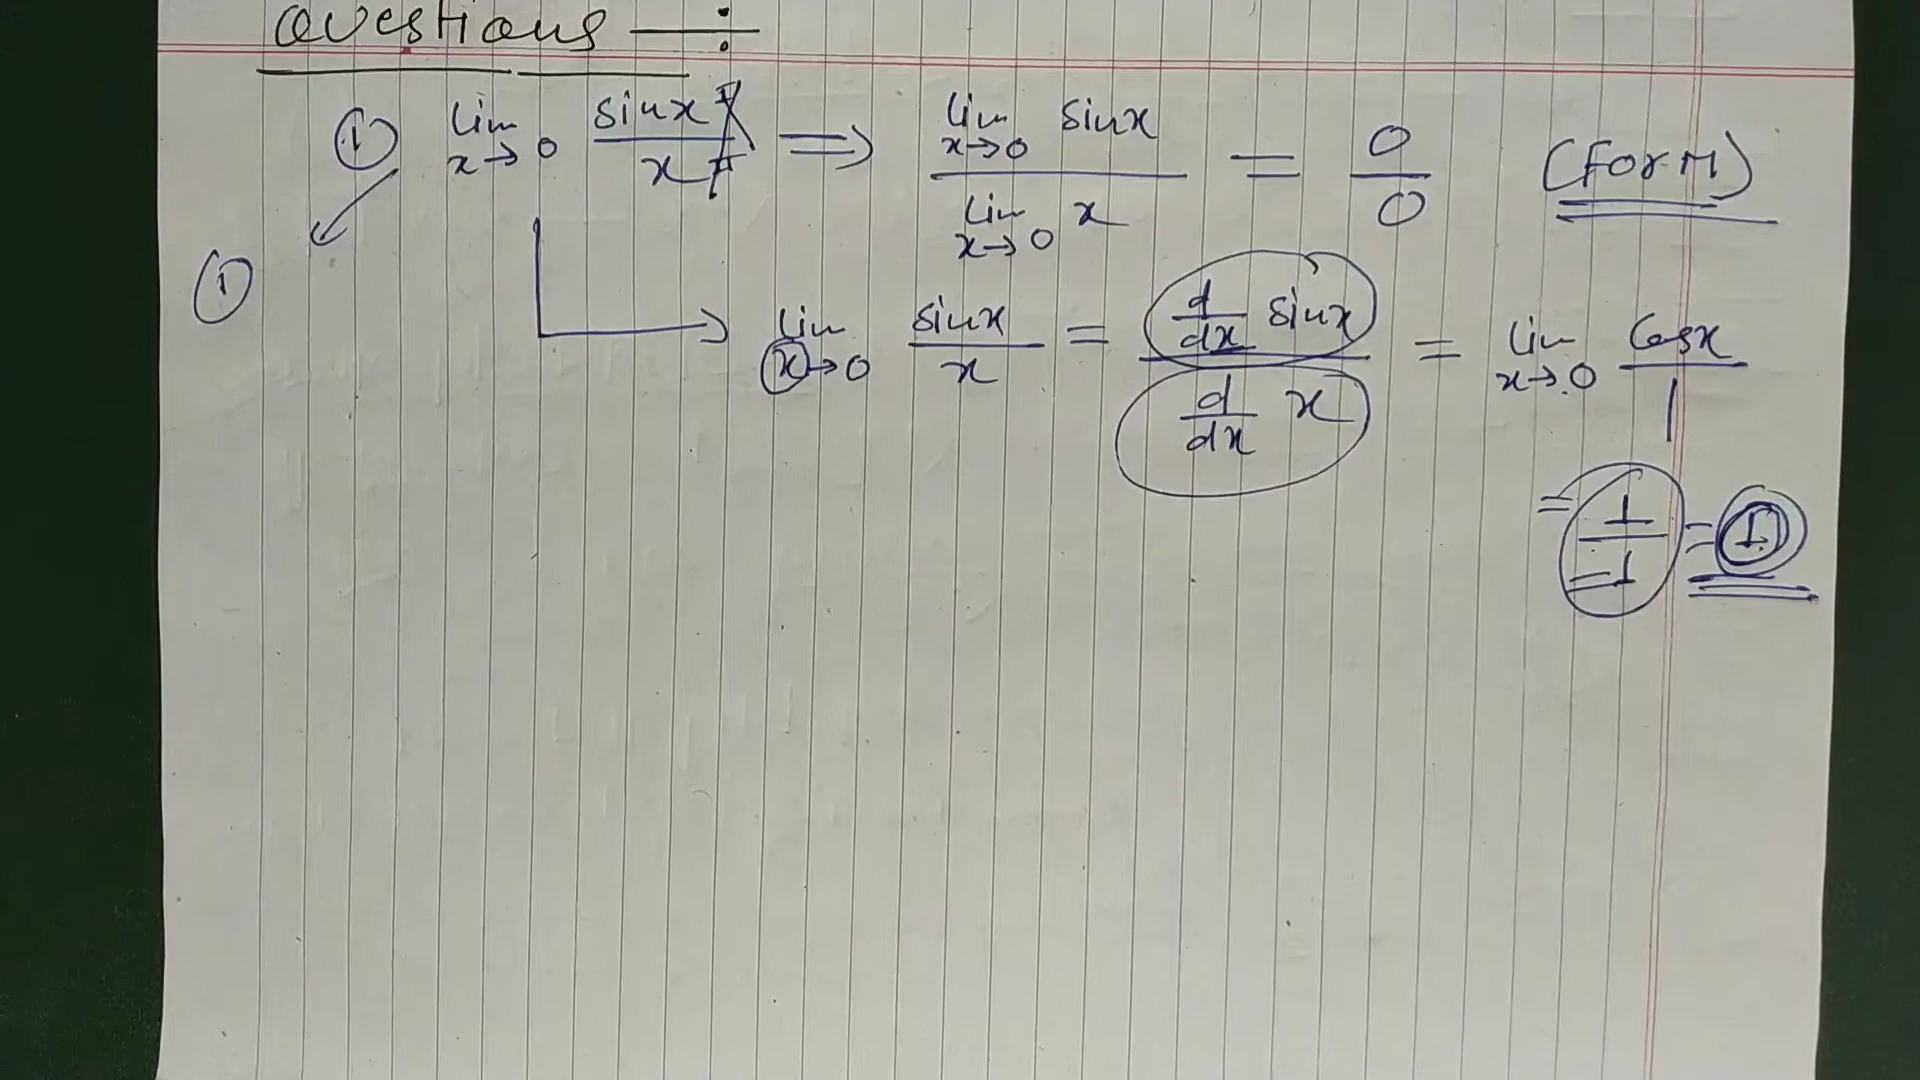 Questions ÷
① lim x→0 sinx/x ⇒ lim x→0 sinx / lim x→0 x = 0/0 (ForM)
① lim x→0 sinx/x = d/dx sinx / d/dx x = lim x→0 Cosx/1
= 1/1 = 1